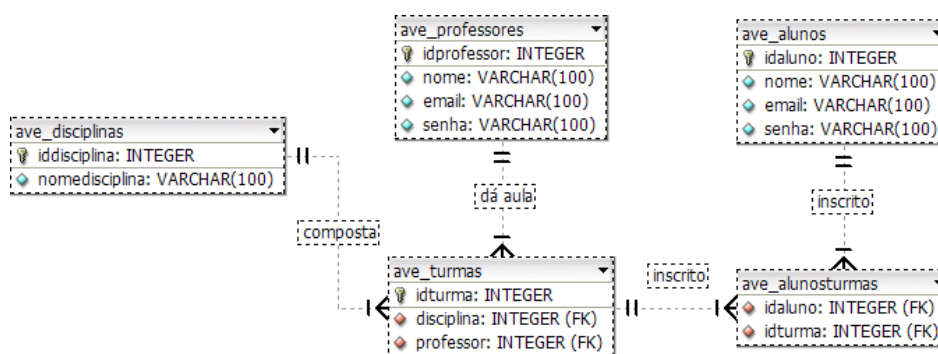 ave_professores
idprofessor: INTEGER
nome: VARCHAR(100)
email: VARCHAR(100)
senha: VARCHAR(100)
ave_alunos
idaluno: INTEGER
nome: VARCHAR(100)
email: VARCHAR(100)
senha: VARCHAR(100)
ave_disciplinas
iddisciplina: INTEGER
nomedisciplina: VARCHAR(100)
dá aula
inscrito
composta
ave_turmas
idturma: INTEGER
disciplina: INTEGER (FK)
professor: INTEGER (FK)
inscrito
ave_alunosturmas
idaluno: INTEGER (FK)
idturma: INTEGER (FK)